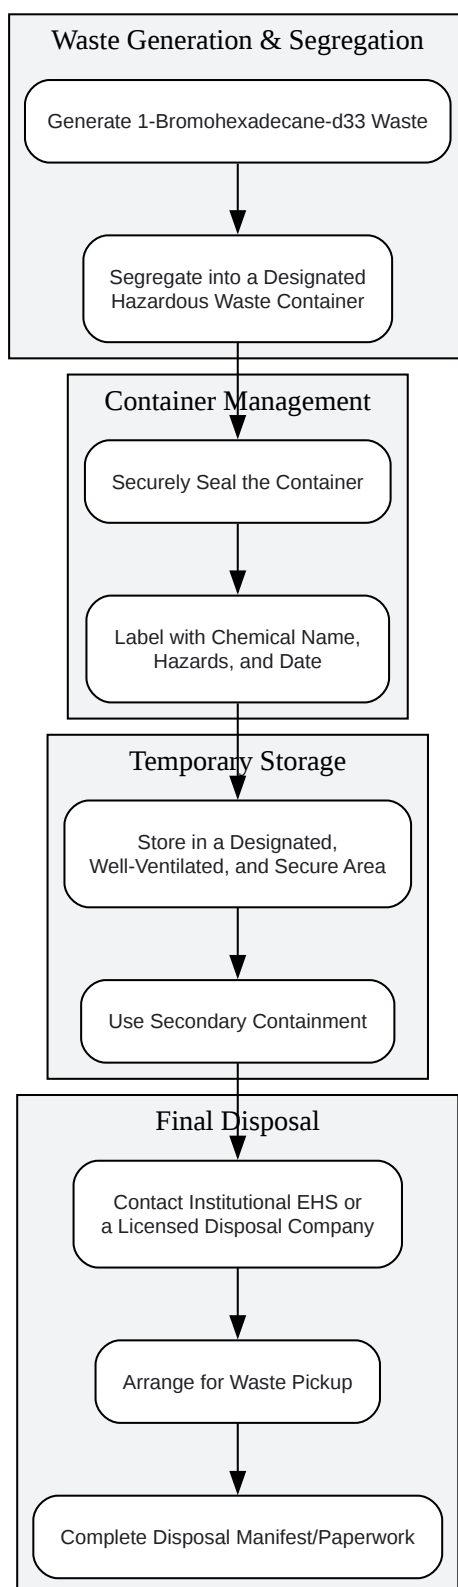 Waste Generation & Segregation
Generate 1-Bromohexadecane-d33 Waste
Segregate into a Designated
Hazardous Waste Container
Container Management
Securely Seal the Container
Label with Chemical Name,
Hazards, and Date
Temporary Storage
Store in a Designated,
Well-Ventilated, and Secure Area
Use Secondary Containment
Final Disposal
Contact Institutional EHS or
a Licensed Disposal Company
Arrange for Waste Pickup
Complete Disposal Manifest/Paperwork